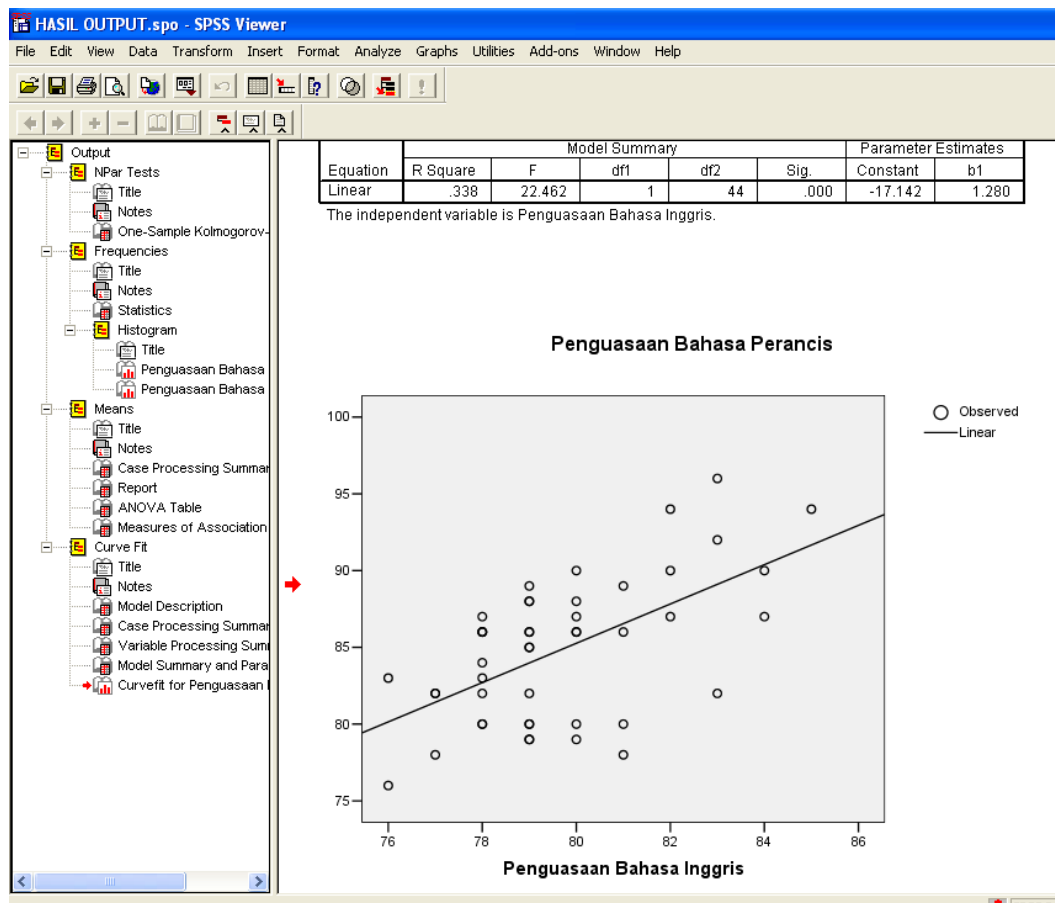 HASIL OUTPUT.spo - SPSS Viewer
File Edit View Data Transform Insert Format Analyze Graphs Utilities Add-ons Window Help
Output
NPar Tests
Title
Notes
One-Sample Kolmogorov-
Frequencies
Title
Notes
Statistics
Histogram
Title
Penguasaan Bahasa
Penguasaan Bahasa
Means
Title
Notes
Case Processing Summar
Report
ANOVA Table
Measures of Association
Curve Fit
Title
Notes
Model Description
Case Processing Summar
Variable Processing Sum
Model Summary and Para
Curvefit for Penguasaan
Model Summary Parameter Estimates
Equation R Square F df1 df2 Sig. Constant b1
Linear .338 22.462 1 44 .000 -17.142 1.280
The independent variable is Penguasaan Bahasa Inggris.
Penguasaan Bahasa Perancis
Observed
Linear
100
95
90
85
80
75
76 78 80 82 84 86
Penguasaan Bahasa Inggris